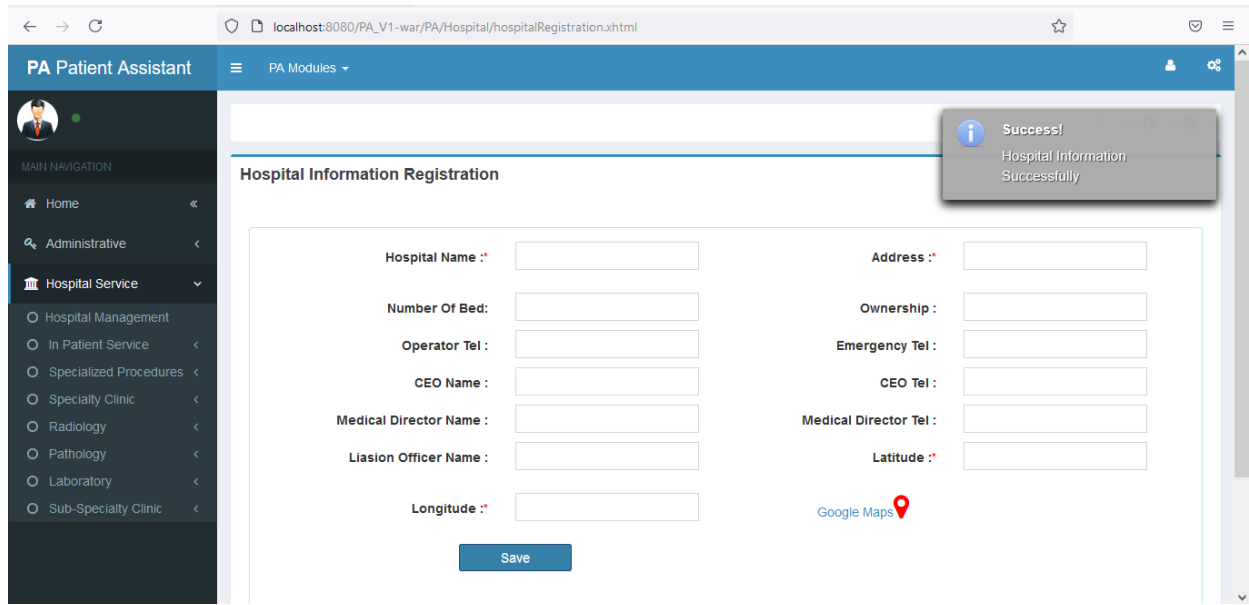 localhost:8080/PA_V1-war/PA/Hospital/hospitalRegistration.xhtml
PA Patient Assistant
PA Modules
Success!
Hospital Information
Successfully
MAIN NAVIGATION
Home
Administrative
Hospital Service
Hospital Management
In Patient Service
Specialized Procedures
Specialty Clinic
Radiology
Pathology
Laboratory
Sub-Specialty Clinic
Hospital Information Registration
Hospital Name :* Address :*
Number Of Bed: Ownership :
Operator Tel : Emergency Tel :
CEO Name : CEO Tel :
Medical Director Name : Medical Director Tel :
Liasion Officer Name : Latitude :*
Longitude :* Google Maps
Save